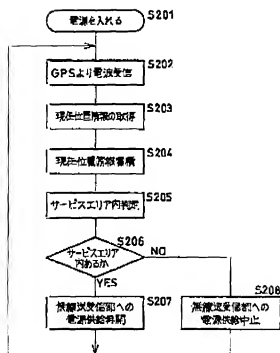 電源を入れる
S201
GPSより電波受信
S202
現在位置情報の取得
S203
現在位置情報蓄積
S204
サービスエリア内判定
S205
サービスエリア
内あるか
S206
NO
YES
無線送受信部への
電源供給再開
S207
無線送受信部への
電源供給中止
S208